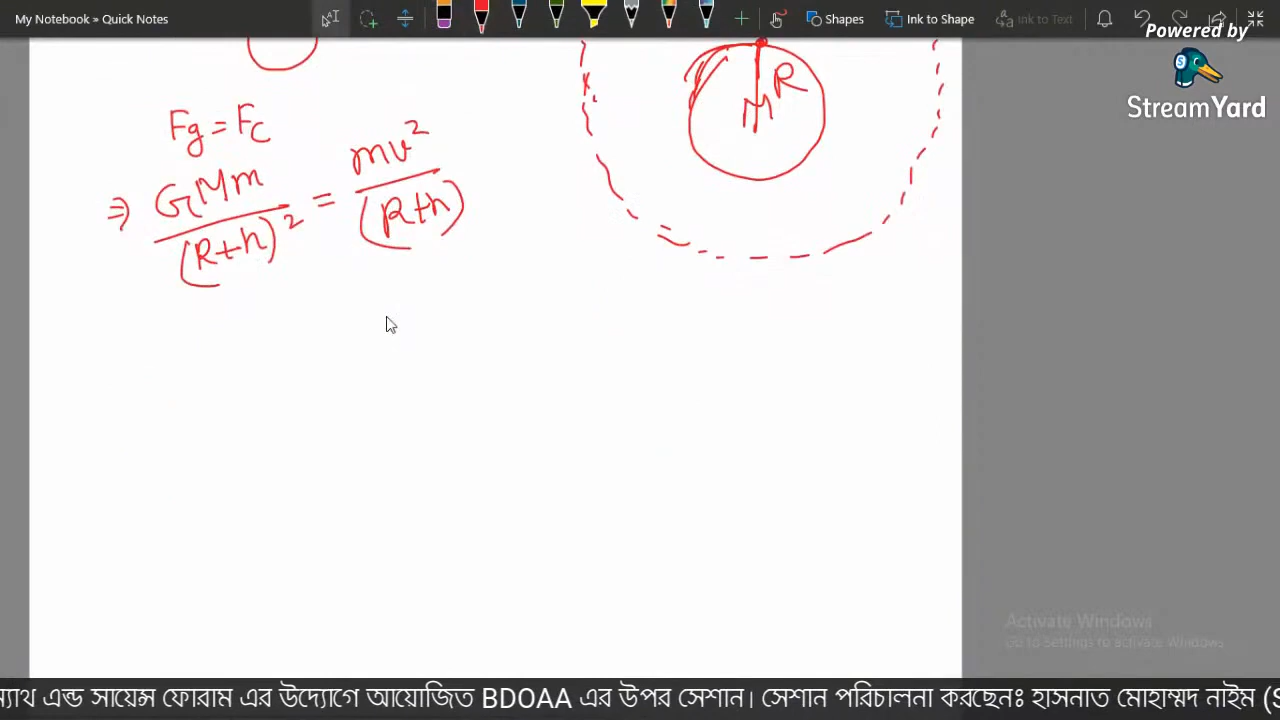 My Notebook » Quick Notes
Shapes
Ink to Shape
Ink to Text
Powered by
StreamYard
M R
Fg = Fc
⇒ GMm / (R+h)² = mv² / (R+h)
Activate Windows
Go to Settings to activate Windows.
ম্যাথ এন্ড সায়েন্স ফোরাম এর উদ্যোগে আয়োজিত BDOAA এর উপর সেশান। সেশান পরিচালনা করছেনঃ হাসনাত মোহাম্মদ নাইম (S